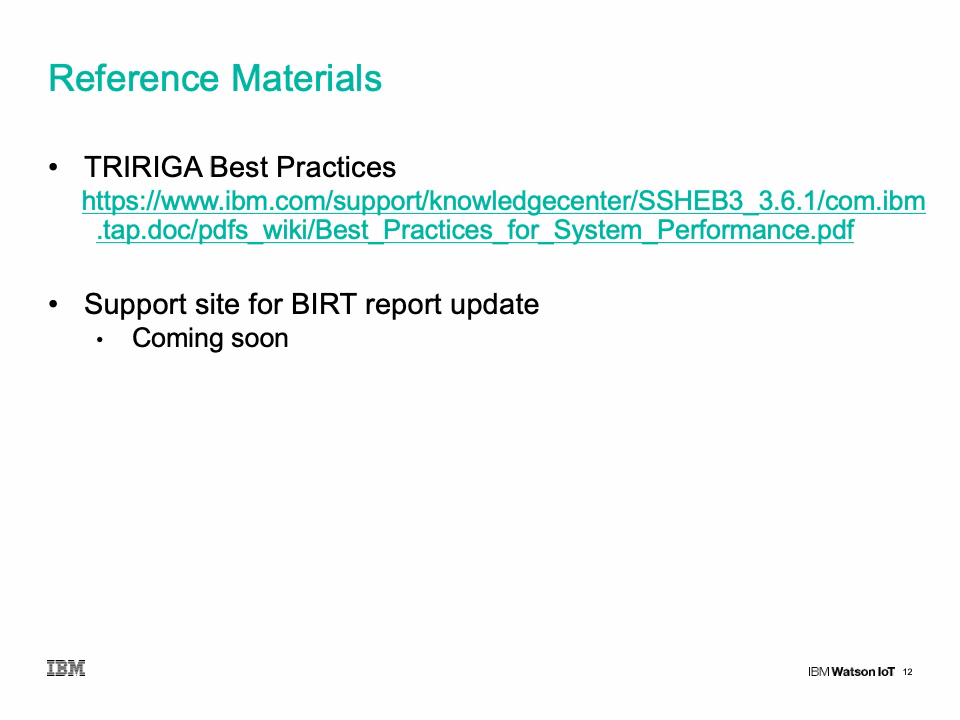 Reference Materials
• TRIRIGA Best Practices
https://www.ibm.com/support/knowledgecenter/SSHEB3_3.6.1/com.ibm
.tap.doc/pdfs_wiki/Best_Practices_for_System_Performance.pdf
• Support site for BIRT report update
• Coming soon
IBM
IBM Watson IoT 12